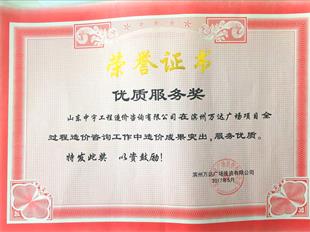 荣誉证书
优质服务奖
山东中宇工程造价咨询有限公司在滨州万达广场项目全
过程造价咨询工作中造价成果突出，服务优质。
特发此奖 以资鼓励！
滨州万达广场投资有限公司
2017年5月